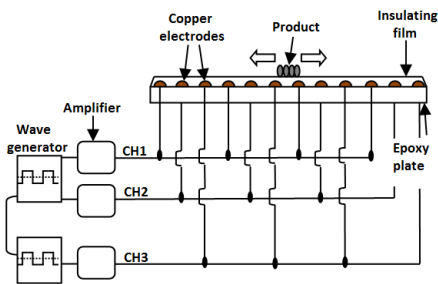 Copper
electrodes
Product
Insulating
film
Amplifier
Wave
generator
CH1
Epoxy
plate
CH2
CH3